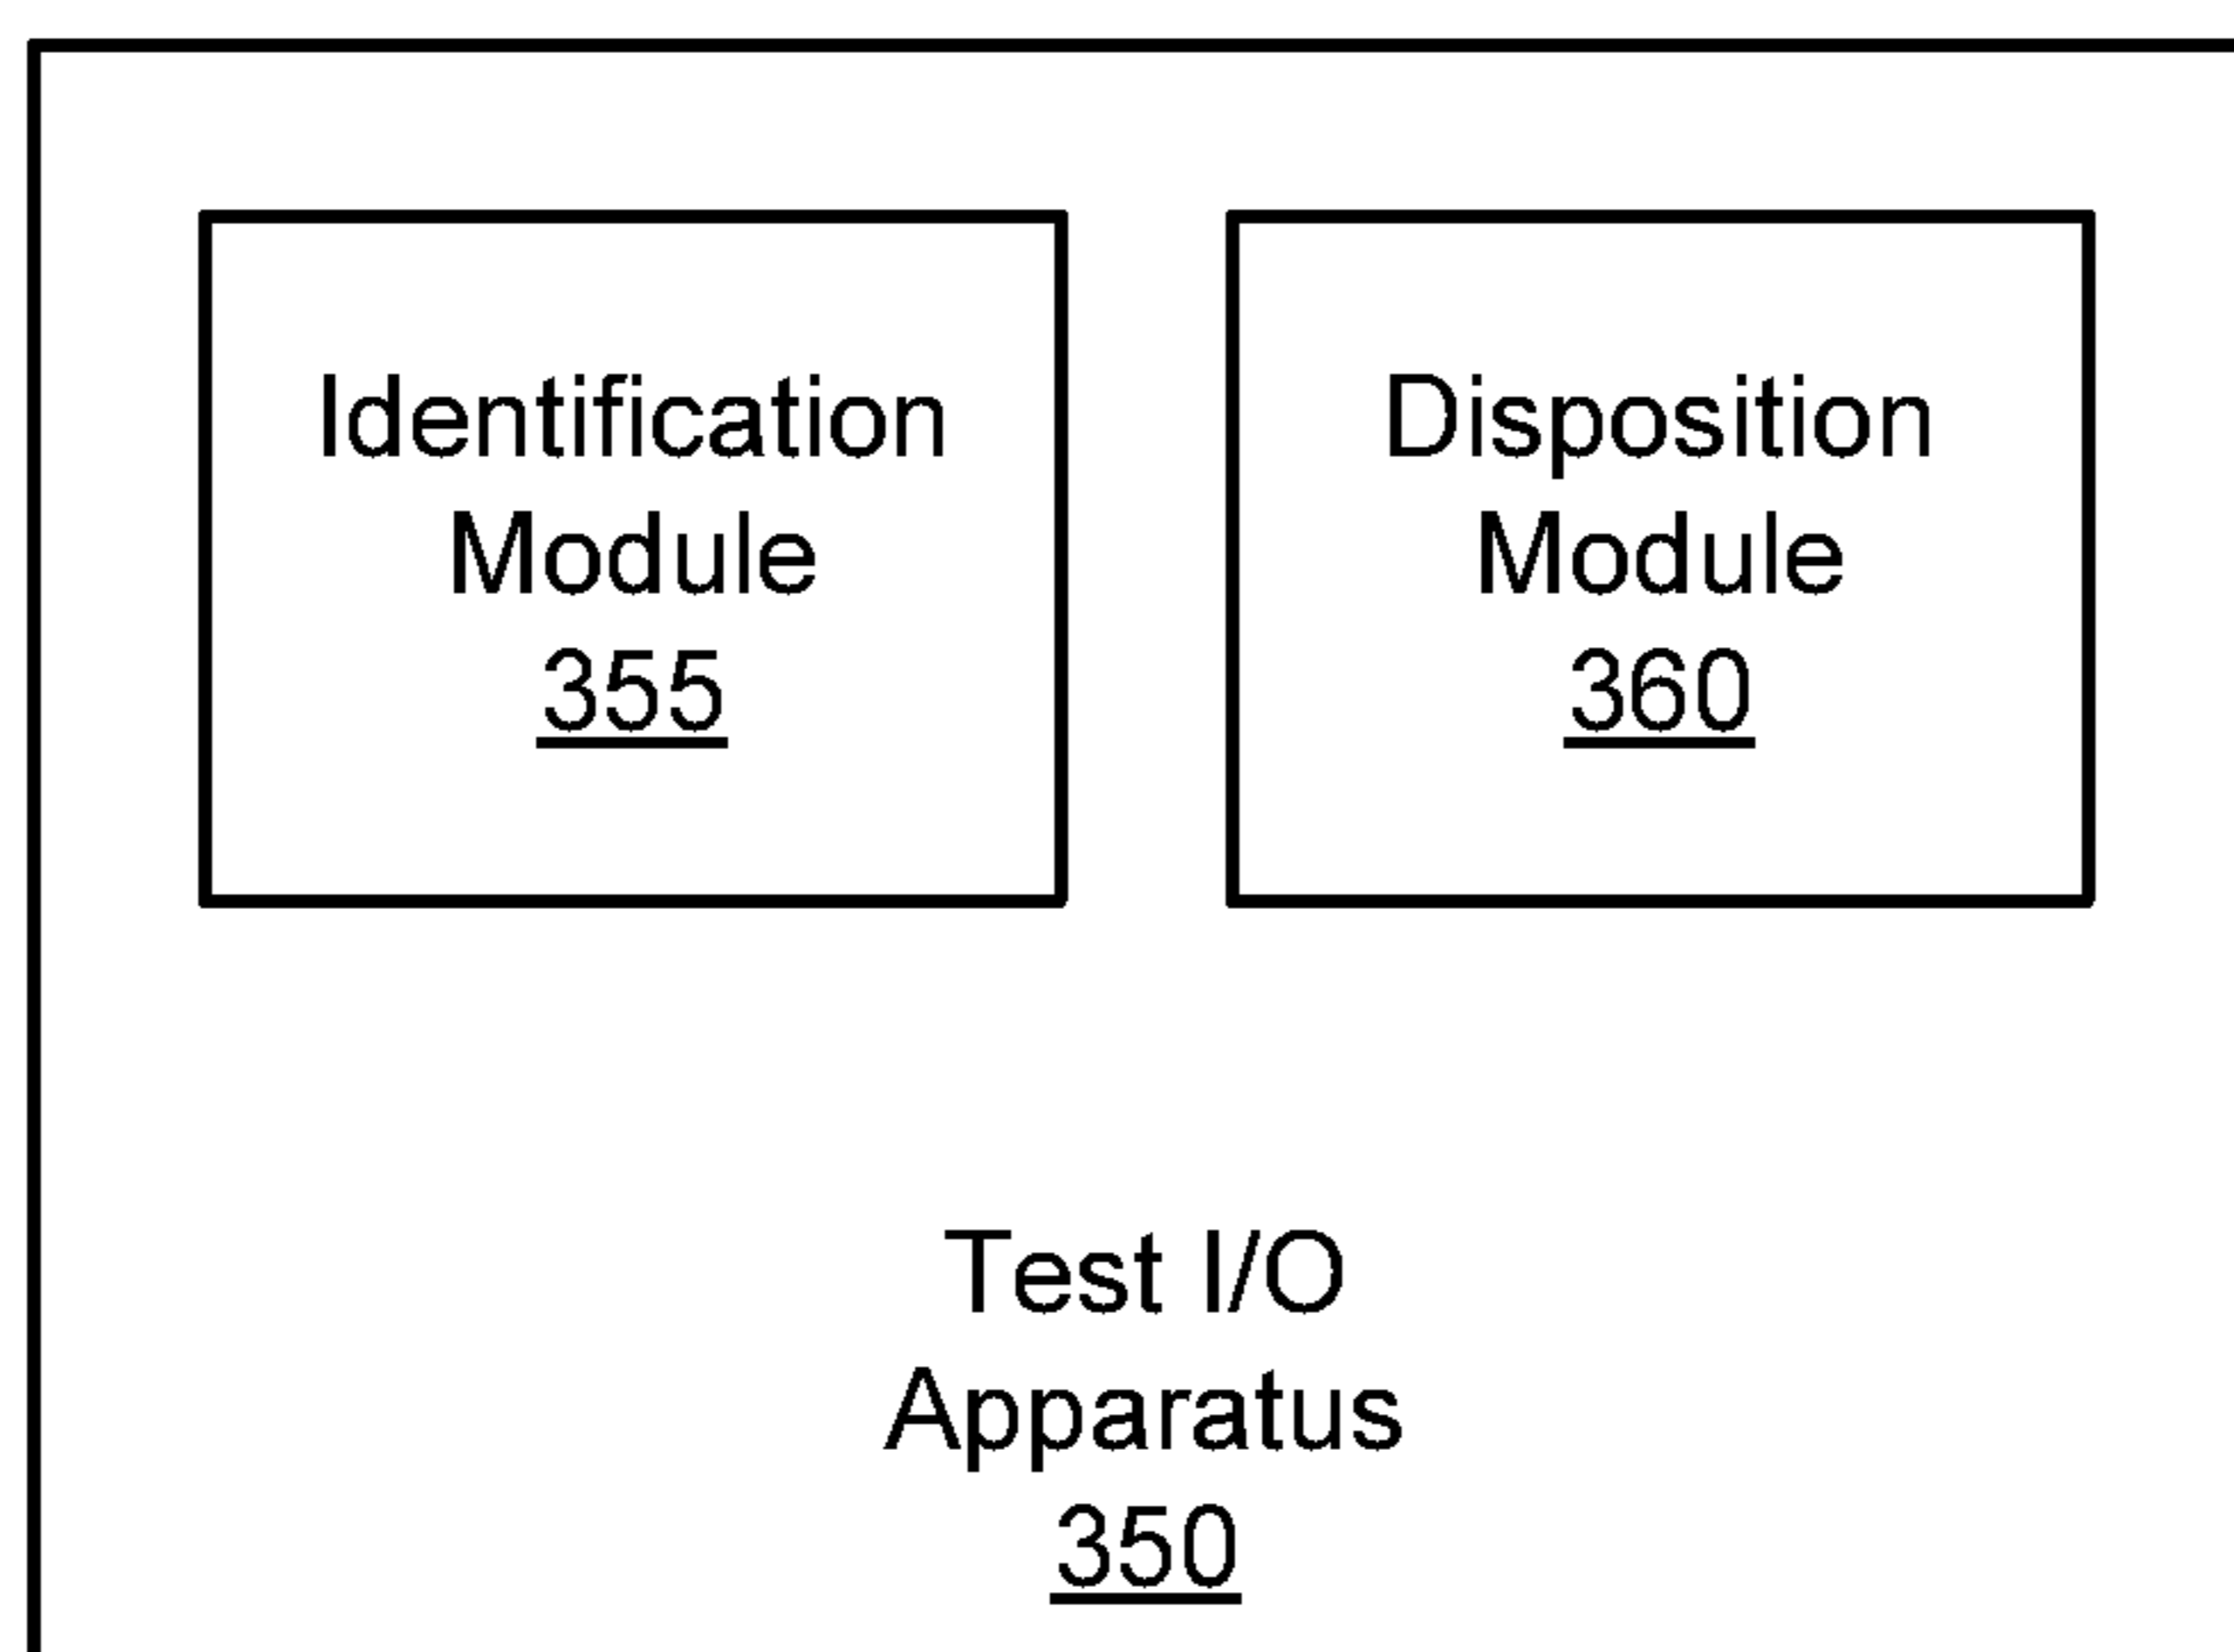 Identification
Module
355
Disposition
Module
360
Test I/O
Apparatus
350